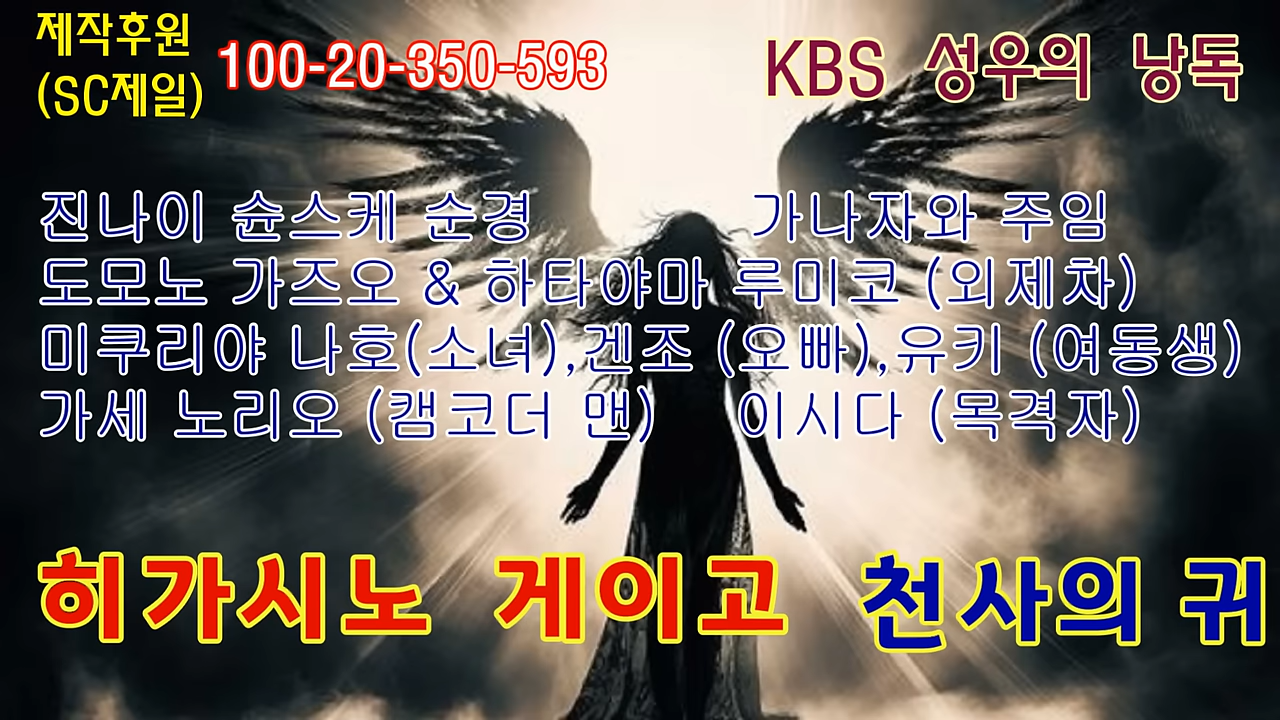 제작후원
(SC제일) 100-20-350-593
KBS 성우의 낭독
진나이 슌스케 순경 가나자와 주임
도모노 가즈오 & 하타야마 루미코 (외제차)
미쿠리야 나호(소녀),겐조 (오빠),유키 (여동생)
가세 노리오 (캠코더 맨) 이시다 (목격자)
히가시노 게이고 천사의 귀